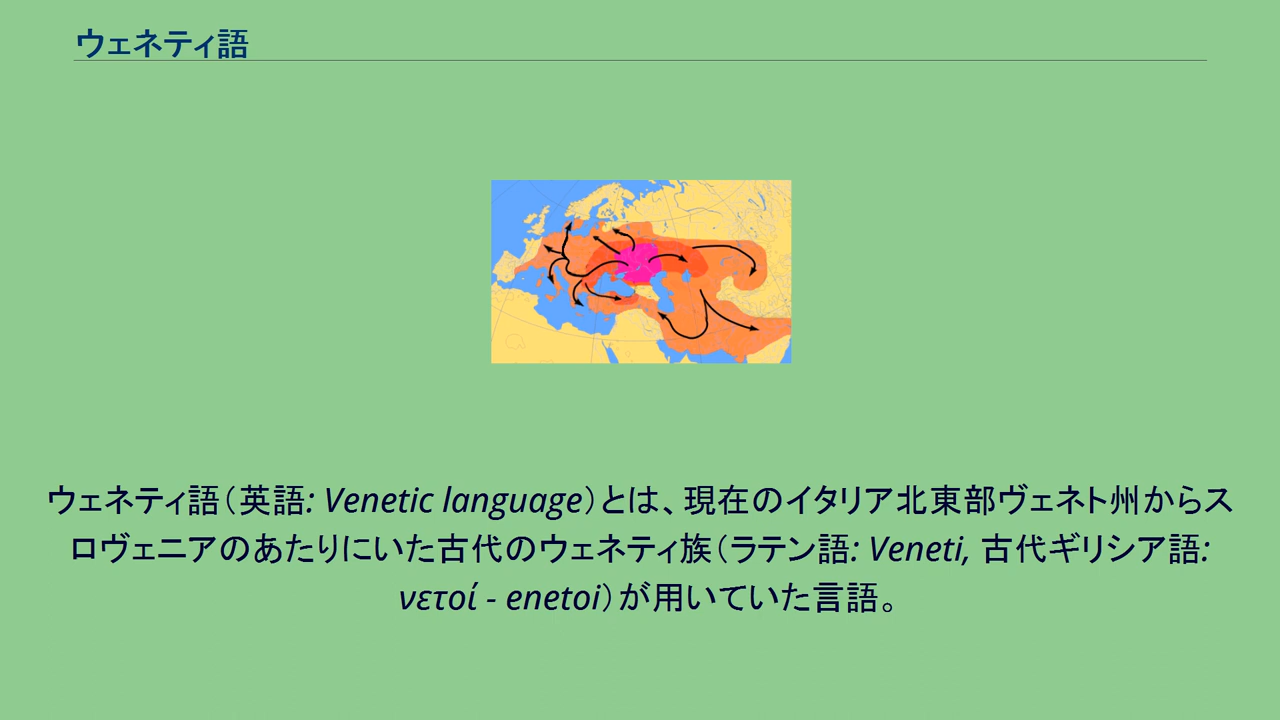 ウェネティ語
ウェネティ語（英語: Venetic language）とは、現在のイタリア北東部ヴェネト州からス
ロヴェニアのあたりにいた古代のウェネティ族（ラテン語: Veneti, 古代ギリシア語:
νετοί - enetoi）が用いていた言語。